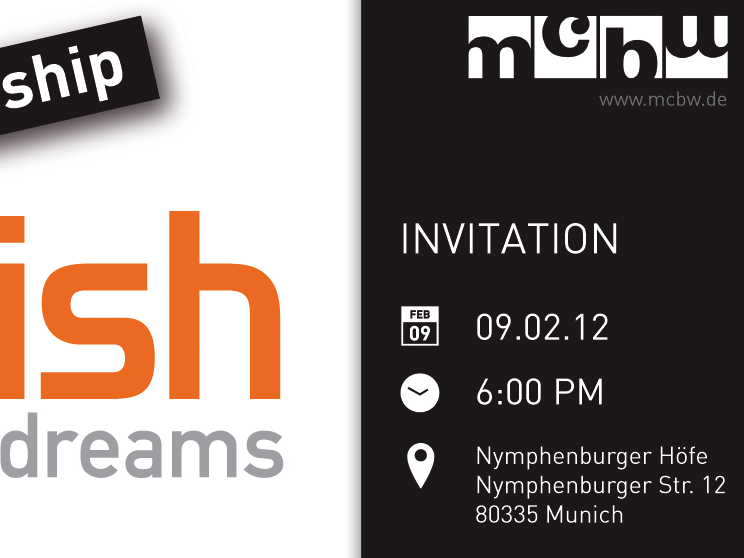 ship
ish
dreams
mcbw
www.mcbw.de
INVITATION
FEB
09
09.02.12
6:00 PM
Nymphenburger Höfe
Nymphenburger Str. 12
80335 Munich